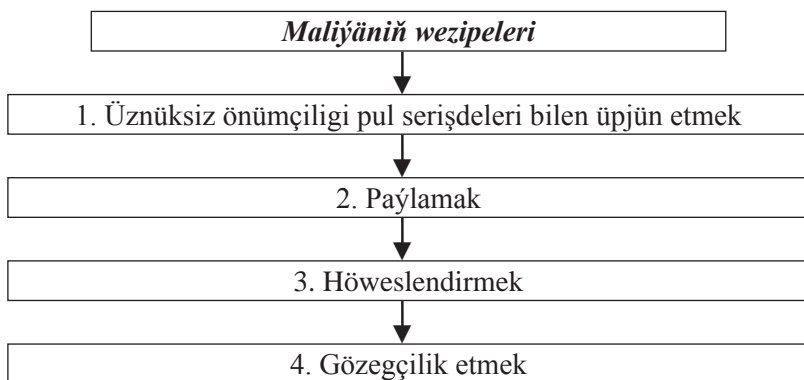 Maliýäniň wezipeleri
1. Üznüksiz önümçiligi pul serişdeleri bilen üpjün etmek
2. Paýlamak
3. Höweslendirmek
4. Gözegçilik etmek